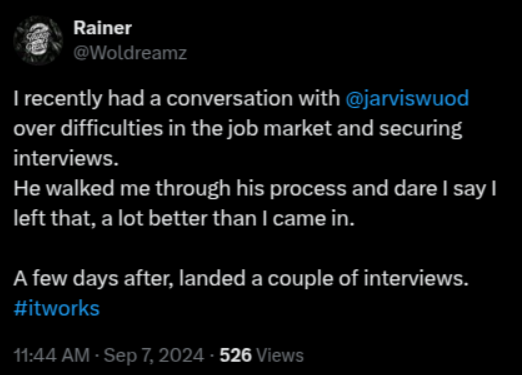 Rainer
@Woldreamz
I recently had a conversation with @jarviswuod
over difficulties in the job market and securing
interviews.
He walked me through his process and dare I say I
left that, a lot better than I came in.
A few days after, landed a couple of interviews.
#itworks
11:44 AM · Sep 7, 2024 · 526 Views